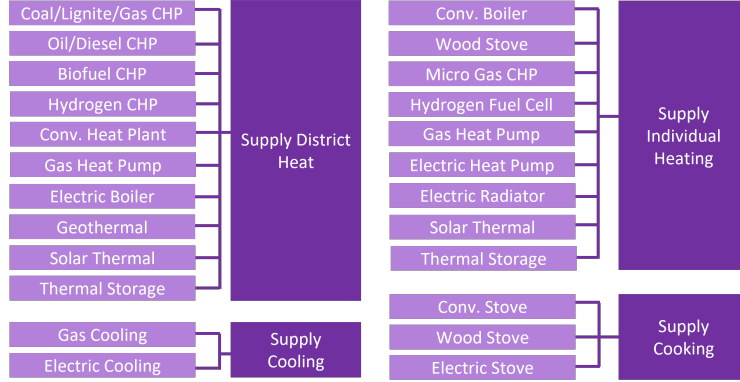 Coal/Lignite/Gas CHP
Oil/Diesel CHP
Biofuel CHP
Hydrogen CHP
Conv. Heat Plant
Gas Heat Pump
Electric Boiler
Geothermal
Solar Thermal
Thermal Storage
Supply District
Heat
Gas Cooling
Electric Cooling
Supply
Cooling
Conv. Boiler
Wood Stove
Micro Gas CHP
Hydrogen Fuel Cell
Gas Heat Pump
Electric Heat Pump
Electric Radiator
Solar Thermal
Thermal Storage
Supply
Individual
Heating
Conv. Stove
Wood Stove
Electric Stove
Supply
Cooking